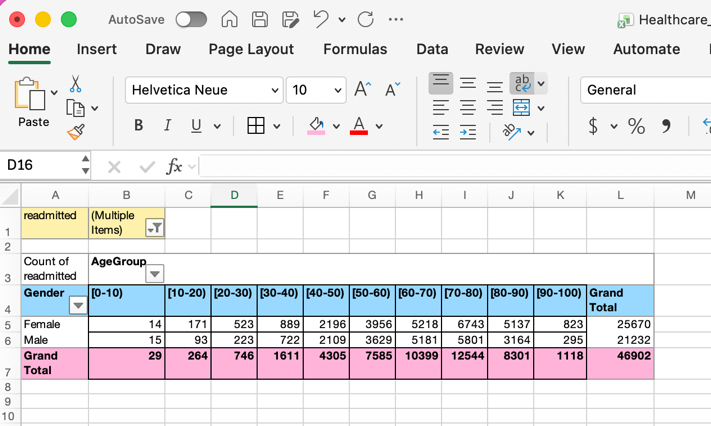 AutoSave
Healthcare_
Home Insert Draw Page Layout Formulas Data Review View Automate
Paste
Helvetica Neue 10 A^ A˅ ab c General
B I U A $ % 9
D16 fx
A B C D E F G H I J K L M
1 readmitted (Multiple Items)
2
3 Count of readmitted AgeGroup
4 Gender [0-10) [10-20) [20-30) [30-40) [40-50) [50-60) [60-70) [70-80) [80-90) [90-100) Grand Total
5 Female 14 171 523 889 2196 3956 5218 6743 5137 823 25670
6 Male 15 93 223 722 2109 3629 5181 5801 3164 295 21232
7 Grand Total 29 264 746 1611 4305 7585 10399 12544 8301 1118 46902
8
9
10